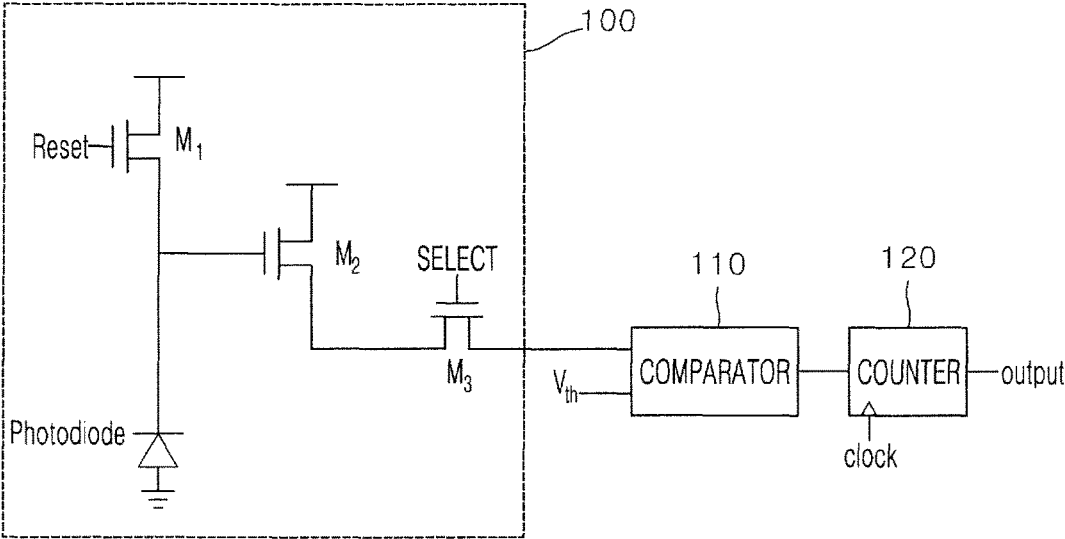 100
Reset
M1
M2
SELECT
M3
110
120
Vth
COMPARATOR
COUNTER
output
Photodiode
clock